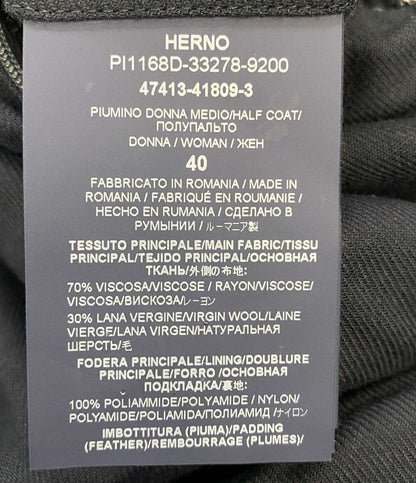 HERNO
PI1168D-33278-9200
47413-41809-3
PIUMINO DONNA MEDIO/HALF COAT/
ПОЛУПАЛЬТО
DONNA / WOMAN / ЖЕН
40
FABBRICATO IN ROMANIA / MADE IN
ROMANIA / FABRIQUÉ EN ROUMANIE /
HECHO EN RUMANIA / СДЕЛАНО В
РУМЫНИИ / ルーマニア製
TESSUTO PRINCIPALE/MAIN FABRIC/TISSU
PRINCIPAL/TEJIDO PRINCIPAL/ОСНОВНАЯ
ТКАНЬ/外側の布地:
70% VISCOSA/VISCOSE / RAYON/VISCOSE/
VISCOSA/ВИСКОЗА/レーヨン
30% LANA VERGINE/VIRGIN WOOL/LAINE
VIERGE/LANA VIRGEN/НАТУРАЛЬНАЯ
ШЕРСТЬ/毛
FODERA PRINCIPALE/LINING/DOUBLURE
PRINCIPALE/FORRO /ОСНОВНАЯ
ПОДКЛАДКА/裏地:
100% POLIAMMIDE/POLYAMIDE / NYLON/
POLYAMIDE/POLIAMIDA/ПОЛИАМИД /ナイロン
IMBOTTITURA (PIUMA)/PADDING
(FEATHER)/REMBOURRAGE (PLUMES)/